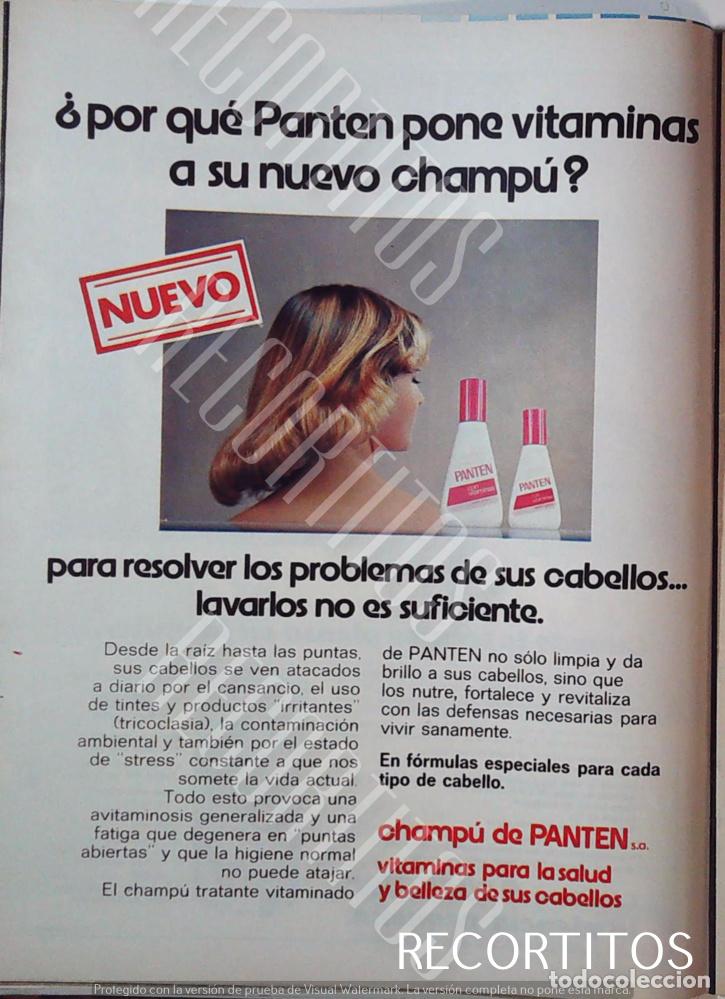 ¿por qué Panten pone vitaminas
a su nuevo champú?
NUEVO
PANTEN
con
vitaminas
PANTEN
con
vitaminas
para resolver los problemas de sus cabellos...
lavarlos no es suficiente.
Desde la raíz hasta las puntas,
sus cabellos se ven atacados
a diario por el cansancio, el uso
de tintes y productos "irritantes"
(tricoclasia), la contaminación
ambiental y también por el estado
de "stress" constante a que nos
somete la vida actual.
Todo esto provoca una
avitaminosis generalizada y una
fatiga que degenera en "puntas
abiertas" y que la higiene normal
no puede atajar.
El champú tratante vitaminado
de PANTEN no sólo limpia y da
brillo a sus cabellos, sino que
los nutre, fortalece y revitaliza
con las defensas necesarias para
vivir sanamente.
En fórmulas especiales para cada
tipo de cabello.
champú de PANTEN s.a.
vitaminas para la salud
y belleza de sus cabellos
RECORTITOS
RECORTITOS
RECORTITOS
RECORTITOS
todocoleccion
Protegido con la versión de prueba de Visual Watermark. La versión completa no pone esta marca.